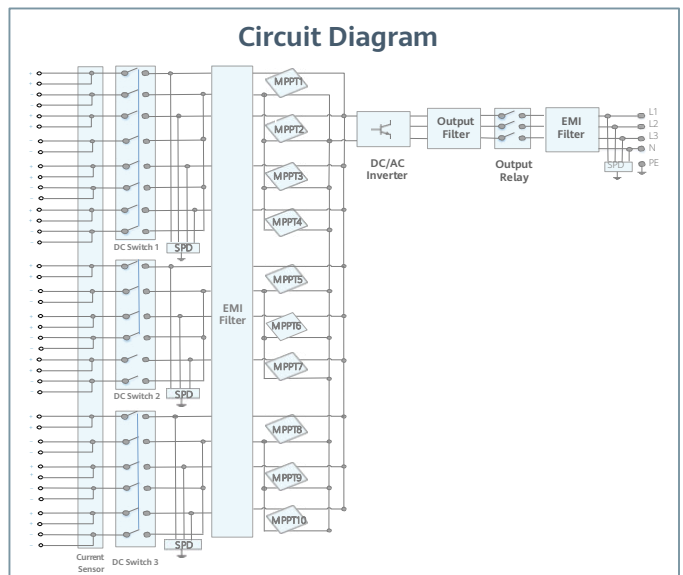 Circuit Diagram
MPPT1
MPPT2
MPPT3
MPPT4
MPPT5
MPPT6
MPPT7
MPPT8
MPPT9
MPPT10
DC Switch 1
SPD
DC Switch 2
SPD
DC Switch 3
SPD
Current
Sensor
EMI
Filter
DC/AC
Inverter
Output
Filter
Output
Relay
EMI
Filter
L1
L2
L3
N
PE
SPD